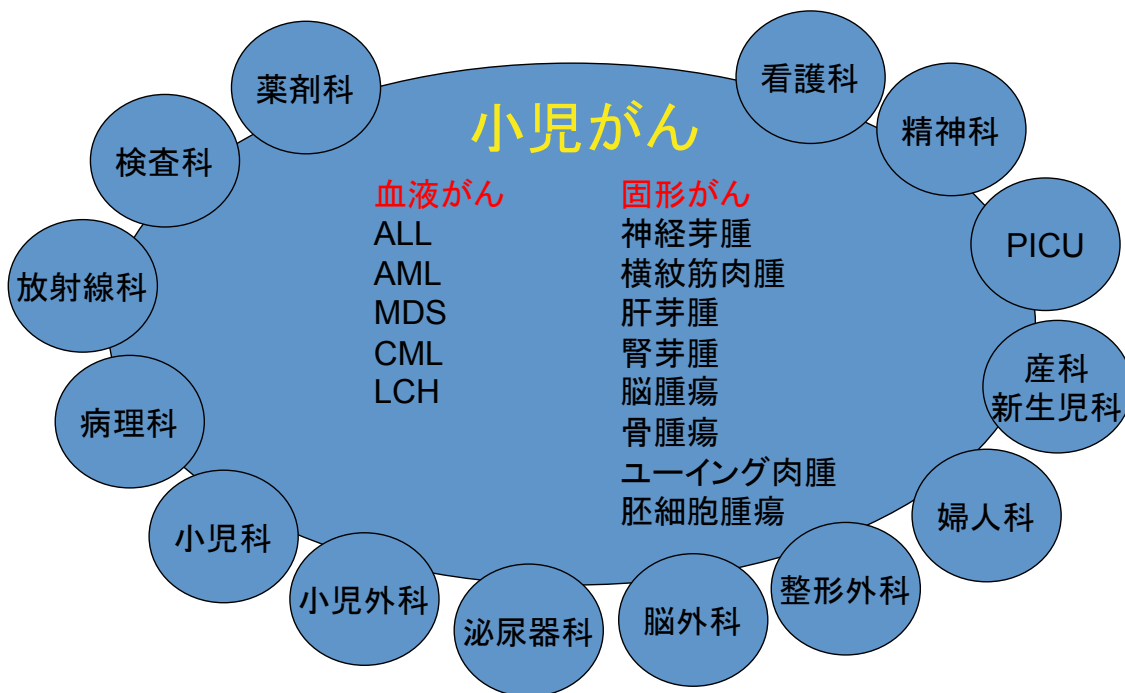 小児がん
血液がん
ALL
AML
MDS
CML
LCH
固形がん
神経芽腫
横紋筋肉腫
肝芽腫
腎芽腫
脳腫瘍
骨腫瘍
ユーイング肉腫
胚細胞腫瘍
薬剤科
検査科
放射線科
病理科
小児科
小児外科
泌尿器科
脳外科
整形外科
婦人科
産科
新生児科
PICU
精神科
看護科